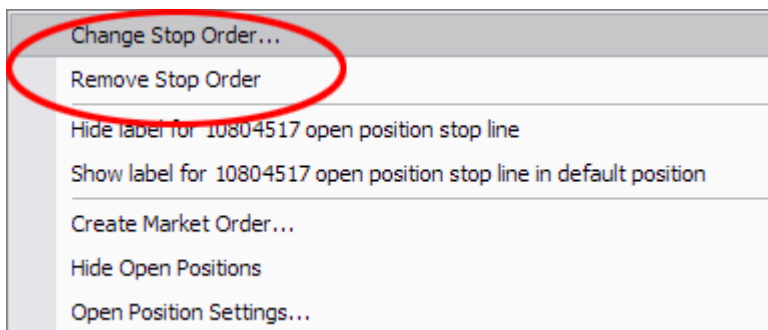 Change Stop Order...
Remove Stop Order
Hide label for 10804517 open position stop line
Show label for 10804517 open position stop line in default position
Create Market Order...
Hide Open Positions
Open Position Settings...